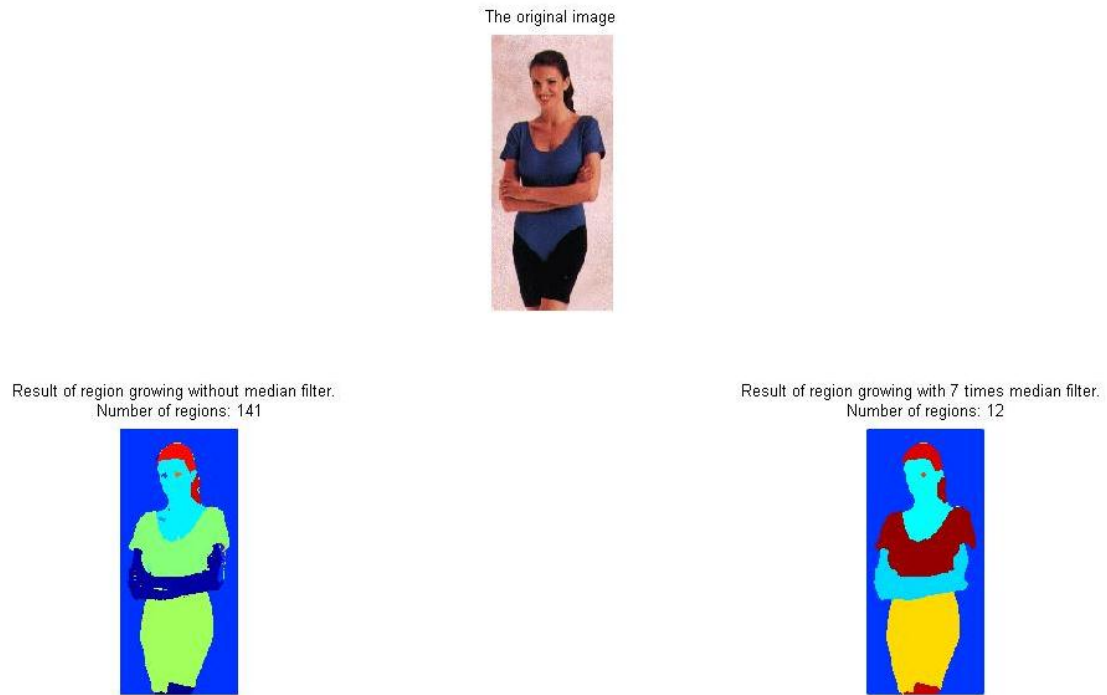 The original image
Result of region growing without median filter.
Number of regions: 141
Result of region growing with 7 times median filter.
Number of regions: 12